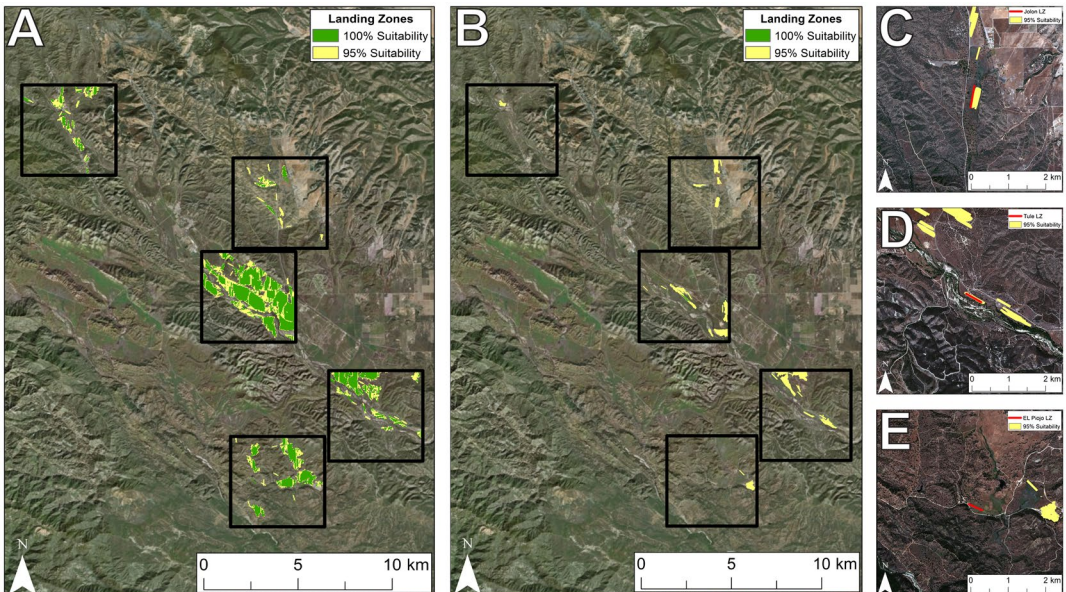 A
Landing Zones
100% Suitability
95% Suitability
N
0
5
10 km
B
Landing Zones
100% Suitability
95% Suitability
N
0
5
10 km
C
Jolon LZ
95% Suitability
N
0
1
2 km
D
Tule LZ
95% Suitability
N
0
1
2 km
E
EL Piojo LZ
95% Suitability
N
0
1
2 km